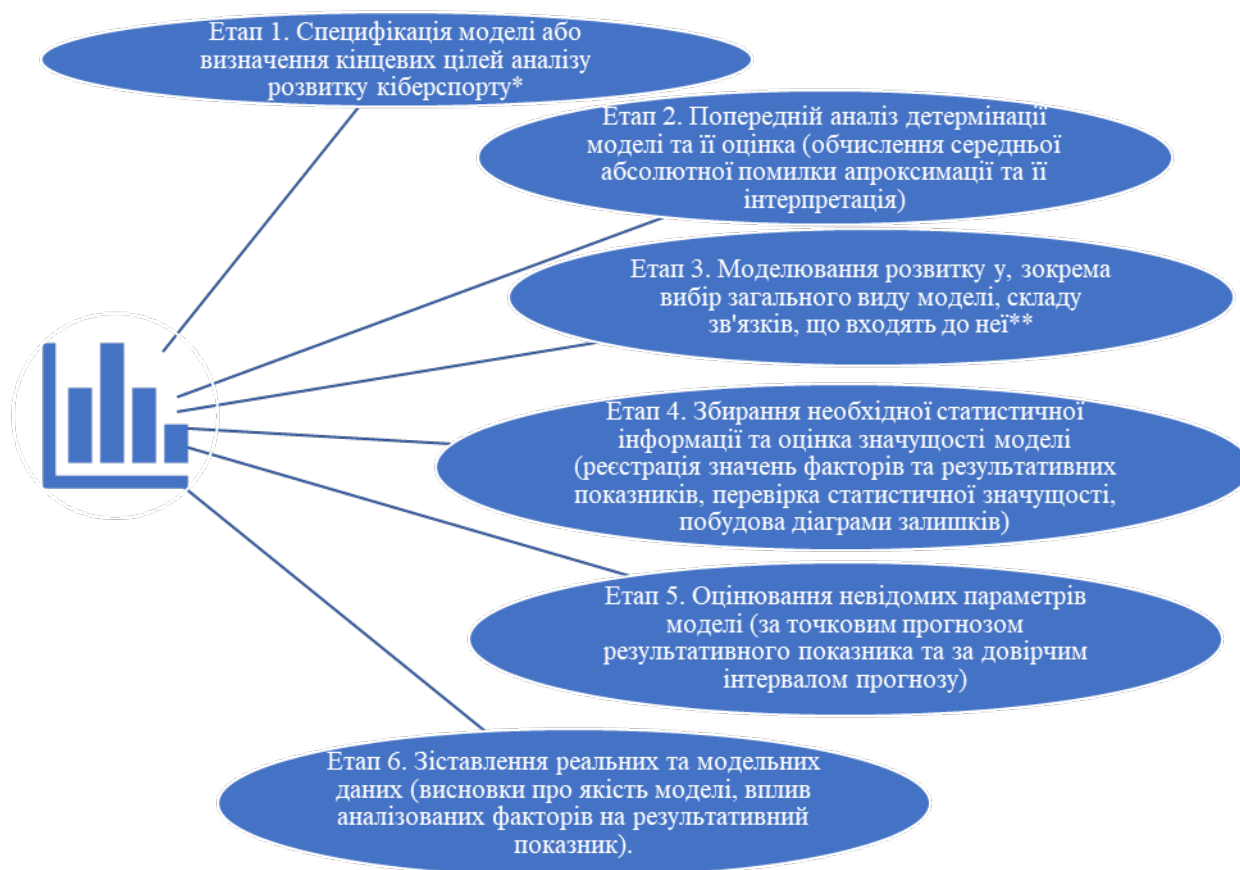 Етап 1. Специфікація моделі або
визначення кінцевих цілей аналізу
розвитку кіберспорту*
Етап 2. Попередній аналіз детермінації
моделі та її оцінка (обчислення середньої
абсолютної помилки апроксимації та її
інтерпретація)
Етап 3. Моделювання розвитку у, зокрема
вибір загального виду моделі, складу
зв'язків, що входять до неї**
Етап 4. Збирання необхідної статистичної
інформації та оцінка значущості моделі
(реєстрація значень факторів та результативних
показників, перевірка статистичної значущості,
побудова діаграми залишків)
Етап 5. Оцінювання невідомих параметрів
моделі (за точковим прогнозом
результативного показника та за довірчим
інтервалом прогнозу)
Етап 6. Зіставлення реальних та модельних
даних (висновки про якість моделі, вплив
аналізованих факторів на результативний
показник).